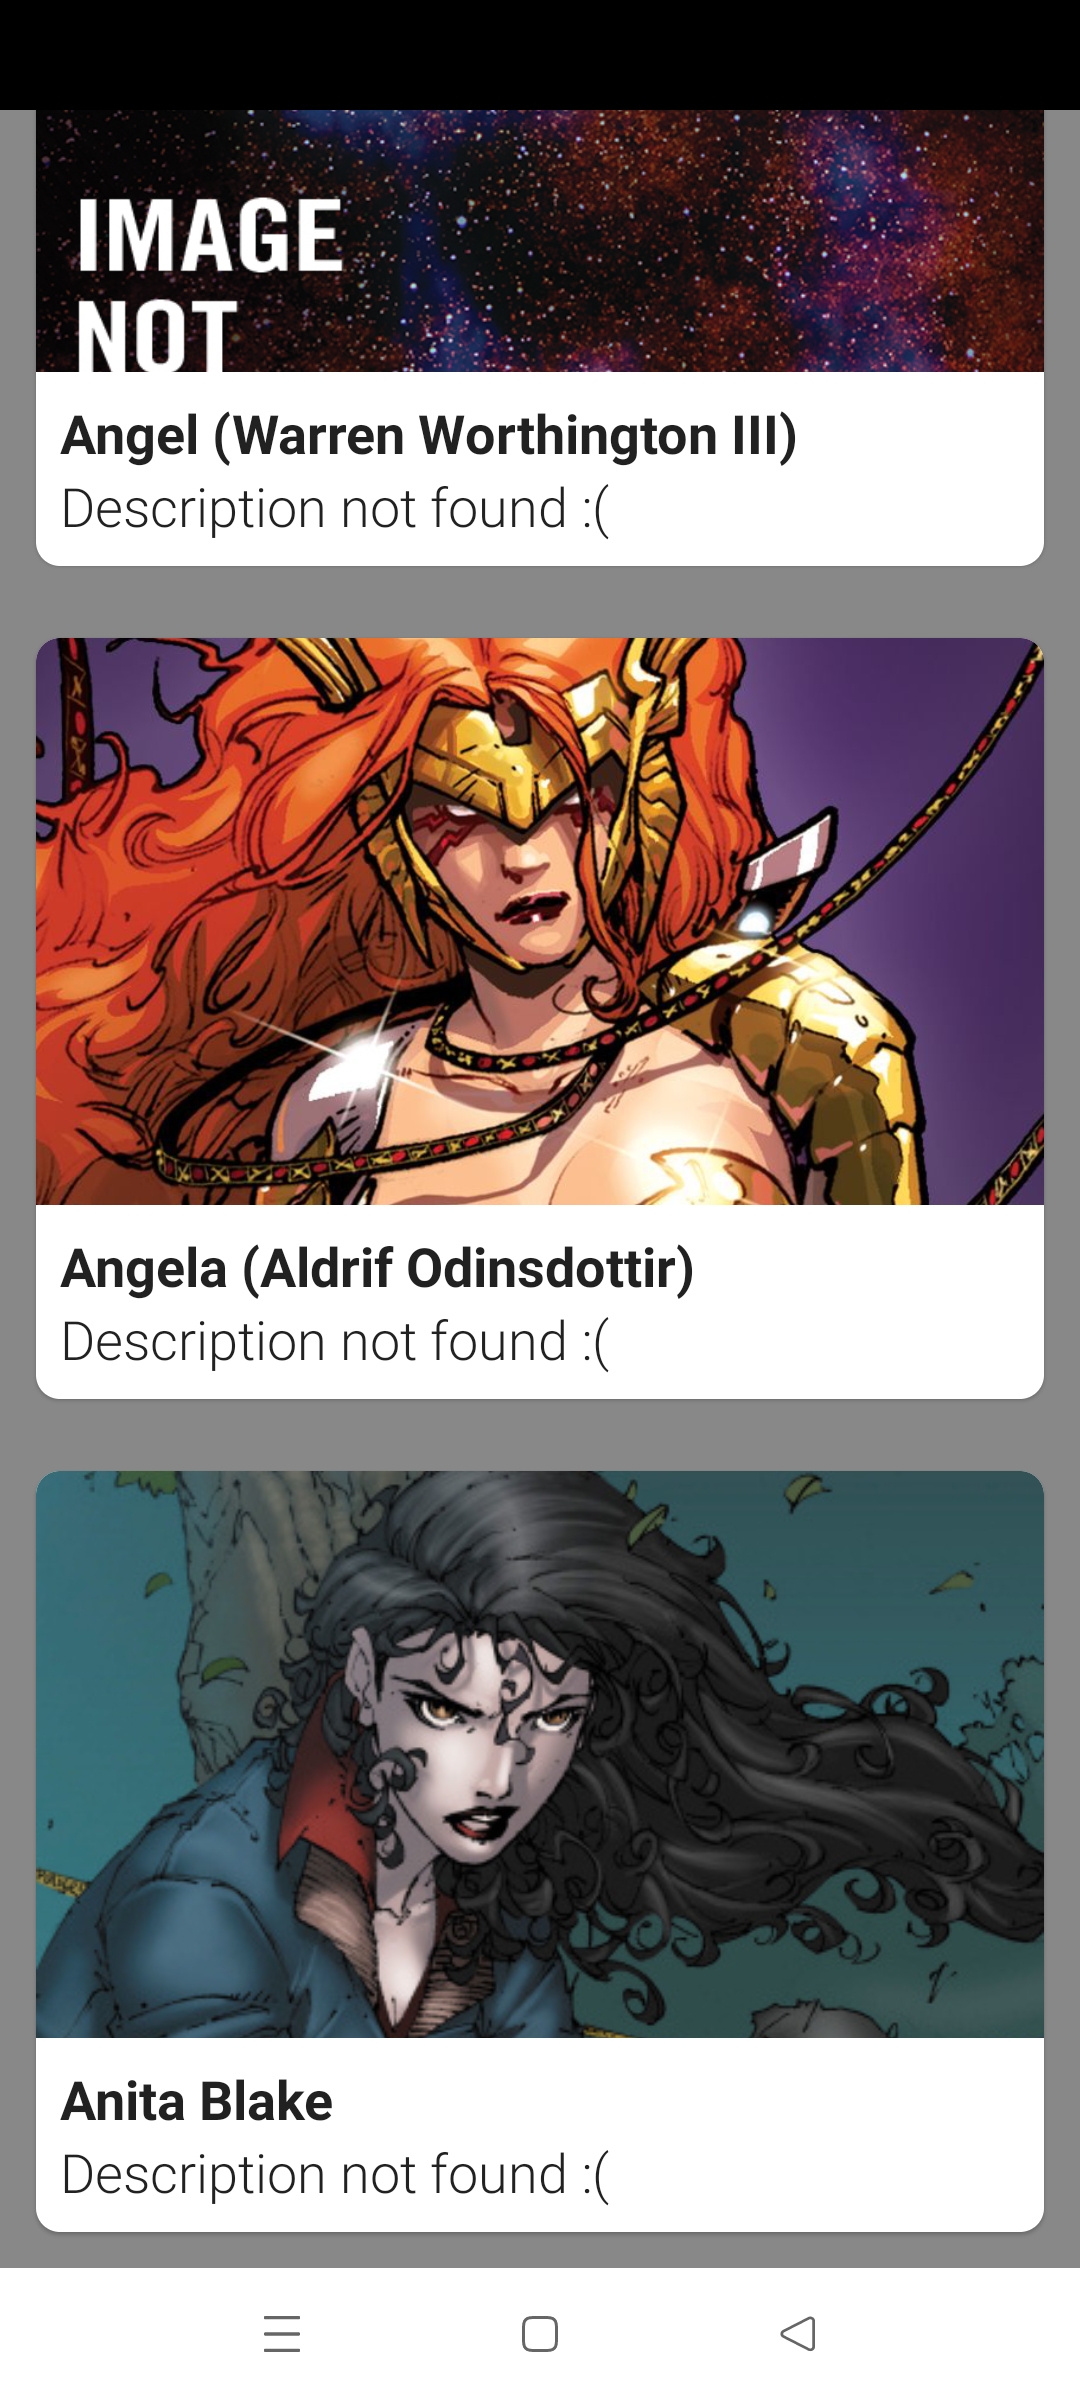 IMAGE
NOT
Angel (Warren Worthington III)
Description not found :(
Angela (Aldrif Odinsdottir)
Description not found :(
Anita Blake
Description not found :(